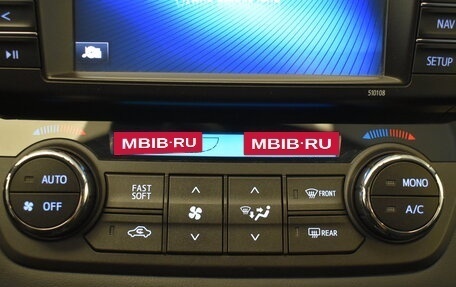 NAV
SETUP
510108
MBIB·RU
MBIB·RU
AUTO
OFF
FAST
SOFT
FRONT
REAR
MONO
A/C